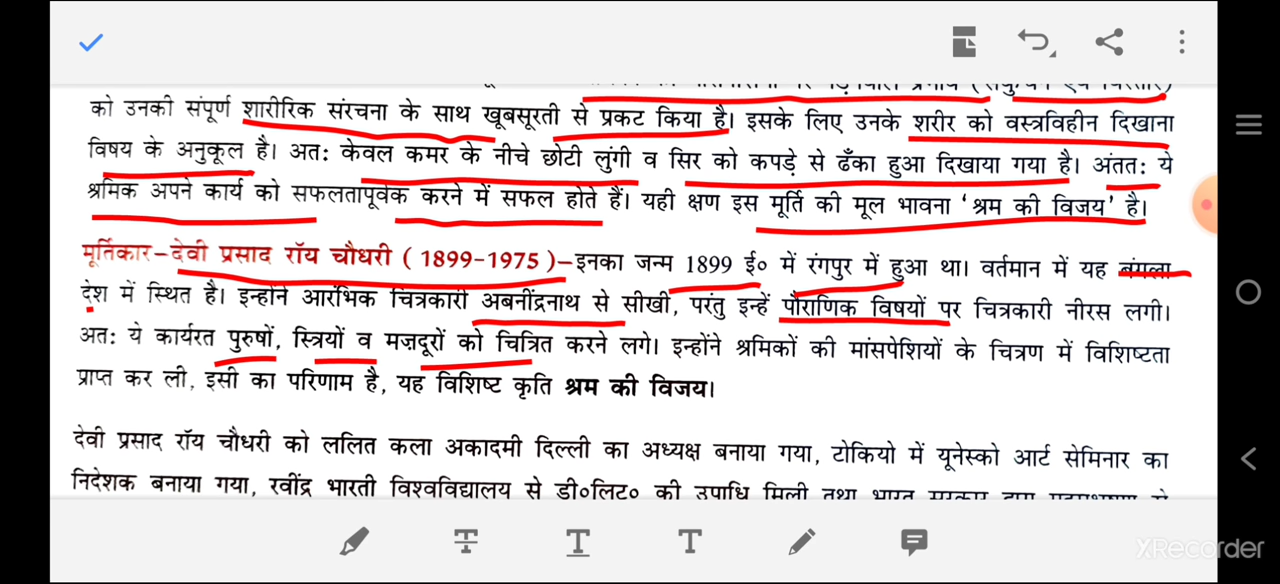 को उनकी संपूर्ण शारीरिक संरचना के साथ खूबसूरती से प्रकट किया है। इसके लिए उनके शरीर को वस्त्रविहीन दिखाना
विषय के अनुकूल है। अत: केवल कमर के नीचे छोटी लुंगी व सिर को कपड़े से ढँका हुआ दिखाया गया है। अंतत: ये
श्रमिक अपने कार्य को सफलतापूर्वक करने में सफल होते हैं। यही क्षण इस मूर्ति की मूल भावना ‘श्रम की विजय’ है।
मूर्तिकार–देवी प्रसाद रॉय चौधरी ( 1899-1975 )–इनका जन्म 1899 ई० में रंगपुर में हुआ था। वर्तमान में यह बंगला
देश में स्थित है। इन्होंने आरंभिक चित्रकारी अबनींद्रनाथ से सीखी, परंतु इन्हें पौराणिक विषयों पर चित्रकारी नीरस लगी।
अत: ये कार्यरत पुरुषों, स्त्रियों व मज़दूरों को चित्रित करने लगे। इन्होंने श्रमिकों की मांसपेशियों के चित्रण में विशिष्टता
प्राप्त कर ली, इसी का परिणाम है, यह विशिष्ट कृति श्रम की विजय।
देवी प्रसाद रॉय चौधरी को ललित कला अकादमी दिल्ली का अध्यक्ष बनाया गया, टोकियो में यूनेस्को आर्ट सेमिनार का
निदेशक बनाया गया, रवींद्र भारती विश्वविद्यालय से डी०लिट० की उपाधि मिली तथा भारत
T T T
XRecorder